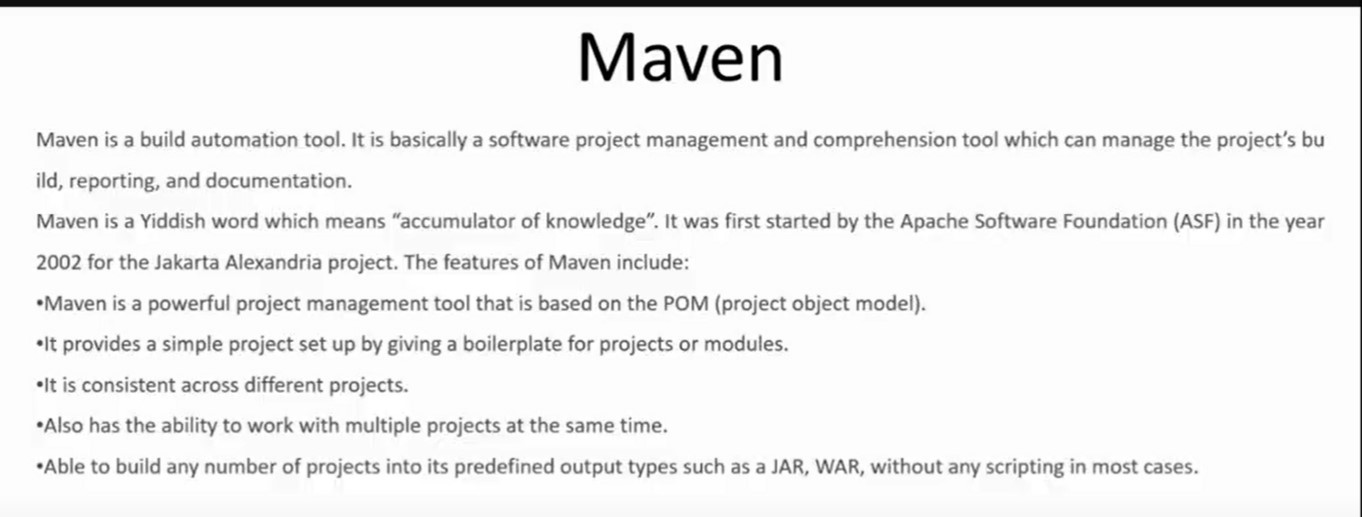 Maven
Maven is a build automation tool. It is basically a software project management and comprehension tool which can manage the project’s bu
ild, reporting, and documentation.
Maven is a Yiddish word which means “accumulator of knowledge”. It was first started by the Apache Software Foundation (ASF) in the year
2002 for the Jakarta Alexandria project. The features of Maven include:
•Maven is a powerful project management tool that is based on the POM (project object model).
•It provides a simple project set up by giving a boilerplate for projects or modules.
•It is consistent across different projects.
•Also has the ability to work with multiple projects at the same time.
•Able to build any number of projects into its predefined output types such as a JAR, WAR, without any scripting in most cases.